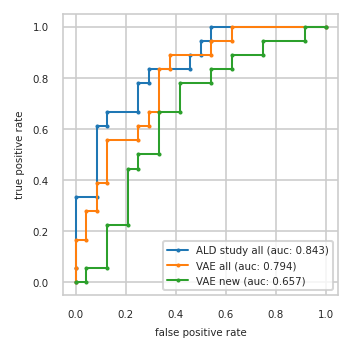 true positive rate
1.0
0.8
0.6
0.4
0.2
0.0
ALD study all (auc: 0.843)
VAE all (auc: 0.794)
VAE new (auc: 0.657)
0.0 0.2 0.4 0.6 0.8 1.0
false positive rate